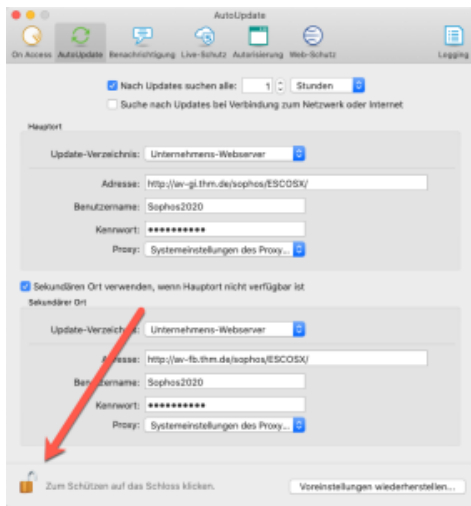 AutoUpdate
On Access AutoUpdate Benachrichtigung Live-Schutz Autorisierung Web-Schutz Logging
Nach Updates suchen alle: 1 Stunden
Suche nach Updates bei Verbindung zum Netzwerk oder Internet
Hauptort
Update-Verzeichnis: Unternehmens-Webserver
Adresse: http://av-gi.thm.de/sophos/ESCOSX/
Benutzername: Sophos2020
Kennwort: ••••••••••
Proxy: Systemeinstellungen des Proxy...
Sekundären Ort verwenden, wenn Hauptort nicht verfügbar ist
Sekundärer Ort
Update-Verzeichnis: Unternehmens-Webserver
Adresse: http://av-fb.thm.de/sophos/ESCOSX/
Benutzername: Sophos2020
Kennwort: ••••••••••
Proxy: Systemeinstellungen des Proxy...
Zum Schützen auf das Schloss klicken. Voreinstellungen wiederherstellen...